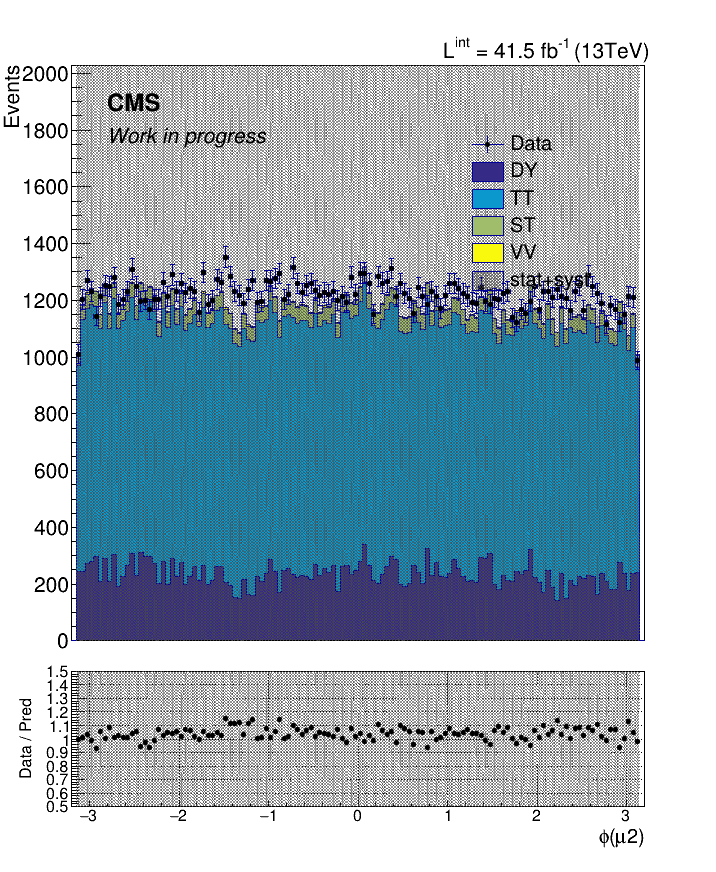 L^int = 41.5 fb^-1 (13TeV)
Events
2000
1800
1600
1400
1200
1000
800
600
400
200
0
CMS
Work in progress
Data
DY
TT
ST
VV
stat+syst
Data / Pred
1.5
1.4
1.3
1.2
1.1
1
0.9
0.8
0.7
0.6
0.5
−3 −2 −1 0 1 2 3
ϕ(μ2)